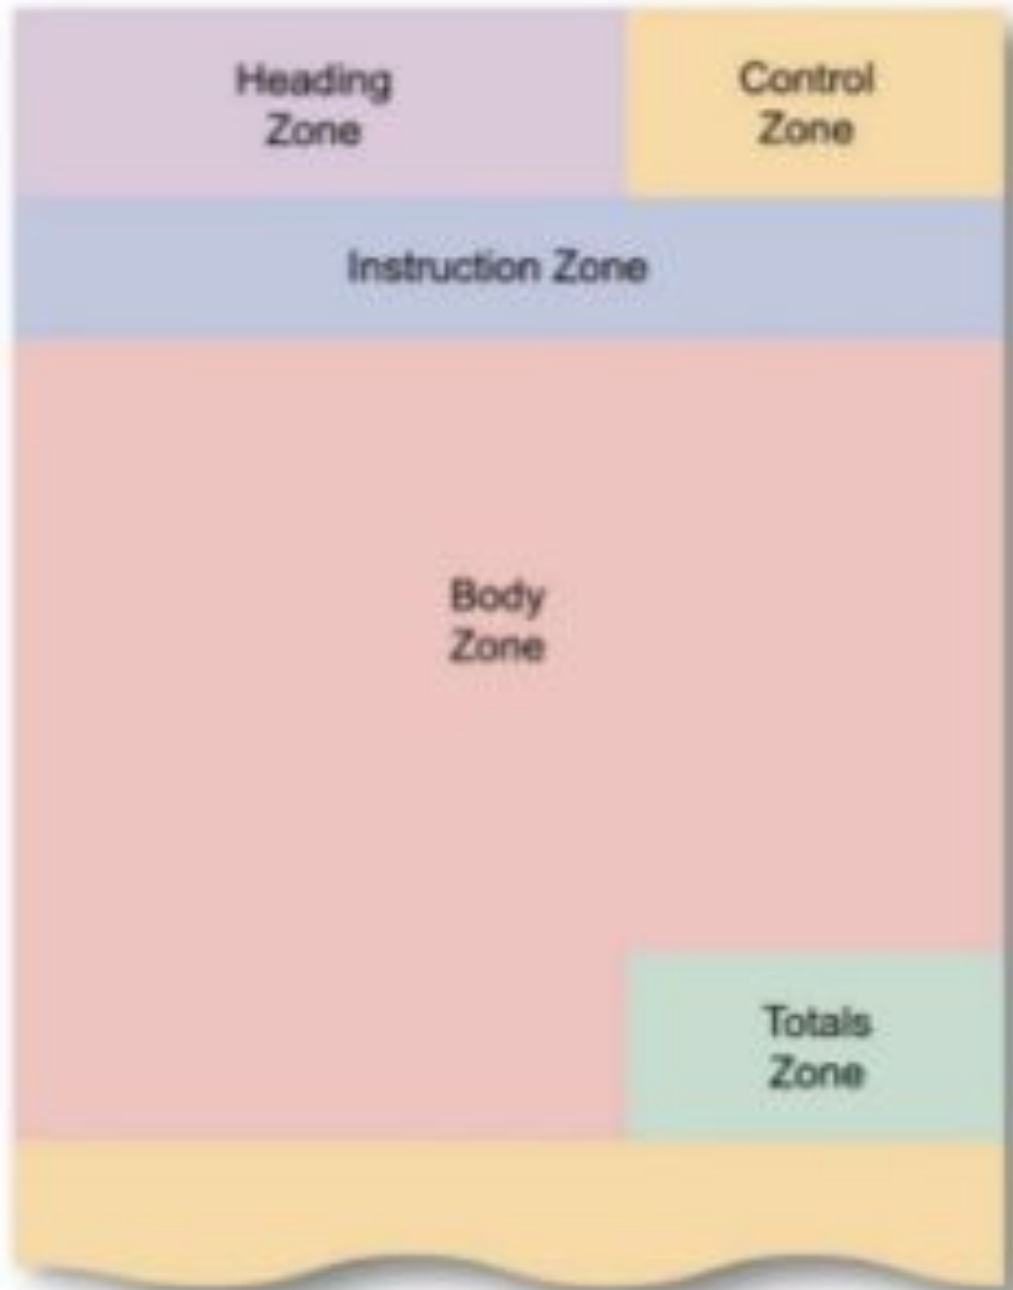 Heading
Zone
Control
Zone
Instruction Zone
Body
Zone
Totals
Zone